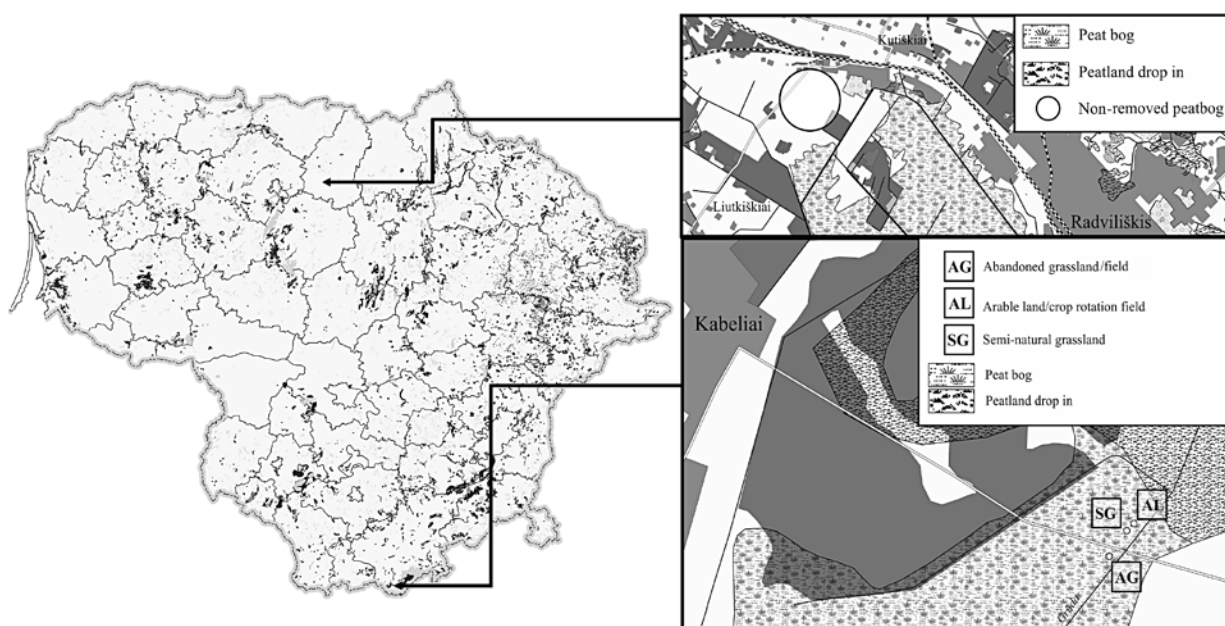 Kutiškiai
Peat bog
Peatland drop in
Non-removed peatbog
Liutkiškiai
Radviliškis
AG Abandoned grassland/field
AL Arable land/crop rotation field
SG Semi-natural grassland
Peat bog
Peatland drop in
Kabeliai
SG
AL
AG